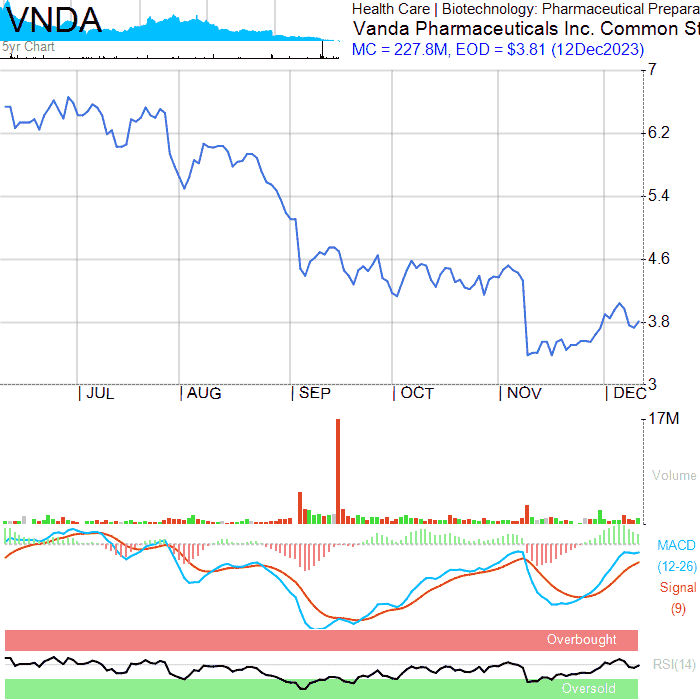 VNDA
5yr Chart
Health Care | Biotechnology: Pharmaceutical Prepara
Vanda Pharmaceuticals Inc. Common St
MC = 227.8M, EOD = $3.81 (12Dec2023)
7
6.2
5.4
4.6
3.8
3
JUL
AUG
SEP
OCT
NOV
DEC
17M
Volume
MACD
(12-26)
Signal
(9)
Overbought
RSI(14)
Oversold